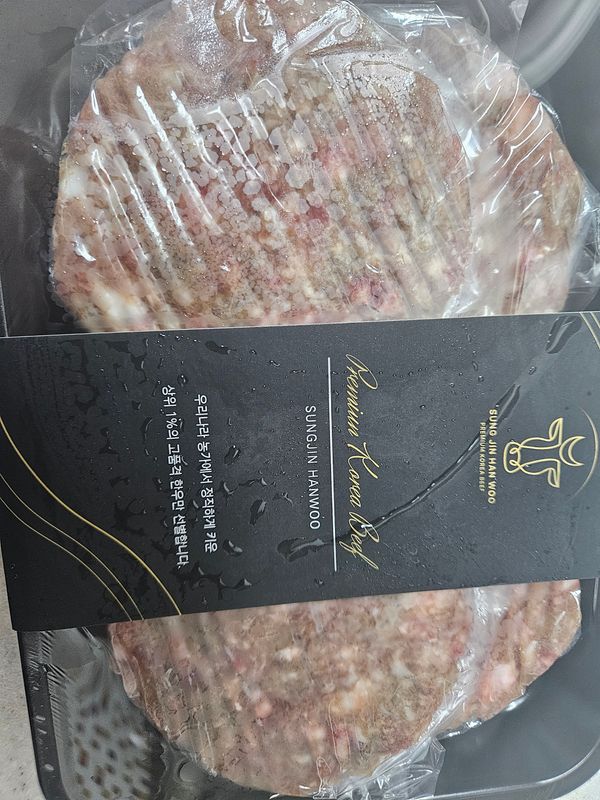 SUNG JIN HAN WOO
PREMIUM KOREA BEEF
Premium Korea Beef
SUNGJIN HANWOO
우리나라 농가에서 정직하게 키운
상위 1%의 고품격 한우만 선별합니다.